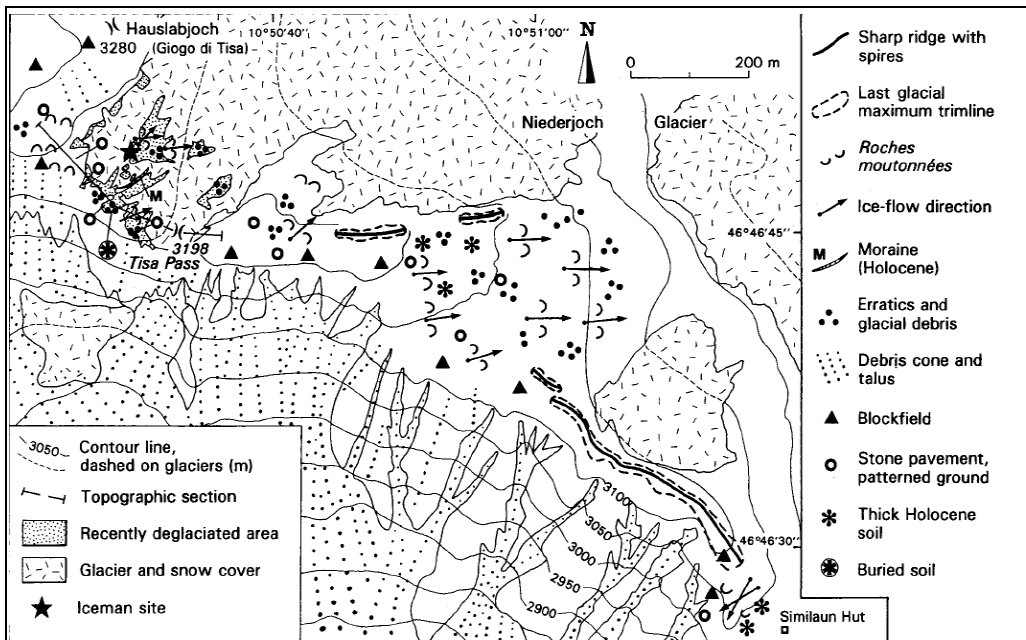 Hauslabjoch
3280 (Giogo di Tisa)
10°50'40''
10°51'00''
N
0 200 m
Niederjoch Glacier
M
3198
Tisa Pass
46°46'45''
3100
3050
3000
2950
2900
46°46'30''
Similaun Hut
3050 Contour line,
dashed on glaciers (m)
Topographic section
Recently deglaciated area
Glacier and snow cover
Iceman site
Sharp ridge with
spires
Last glacial
maximum trimline
Roches
moutonnées
Ice-flow direction
M Moraine
(Holocene)
Erratics and
glacial debris
Debris cone and
talus
Blockfield
Stone pavement,
patterned ground
Thick Holocene
soil
Buried soil